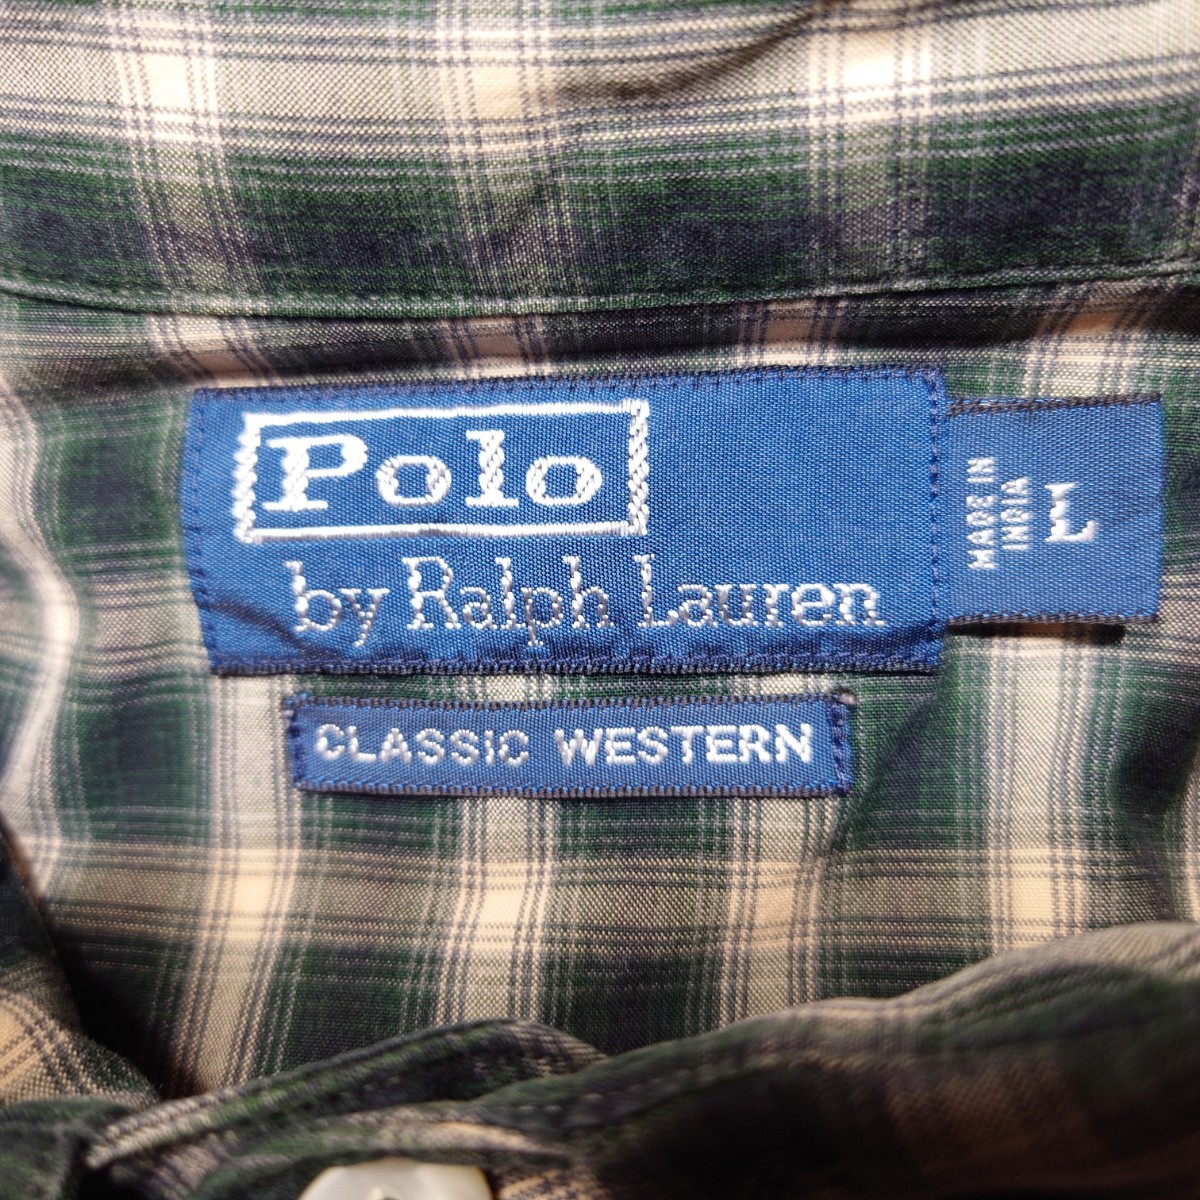 Polo
by Ralph Lauren
MADE IN
INDIA
L
CLASSIC WESTERN